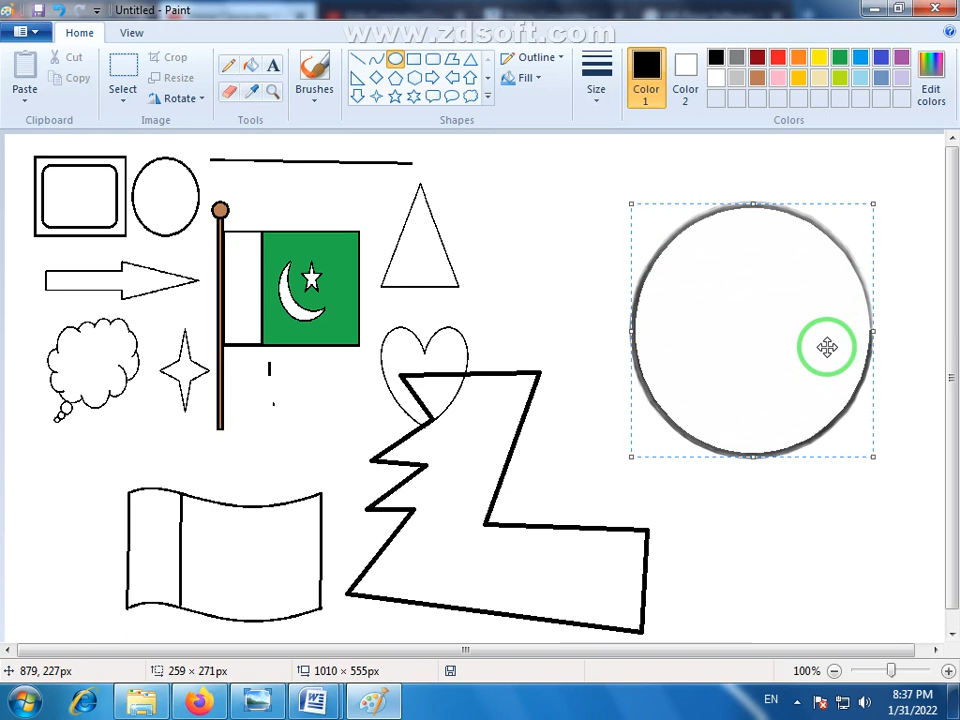 Untitled - Paint
www.zdsoft.com
Home
View
Paste
Cut
Copy
Clipboard
Select
Crop
Resize
Rotate
Image
A
Tools
Brushes
Outline
Fill
Shapes
Size
Color 1
Color 2
Edit colors
Colors
879, 227px
259 × 271px
1010 × 555px
100%
EN
8:37 PM
1/31/2022